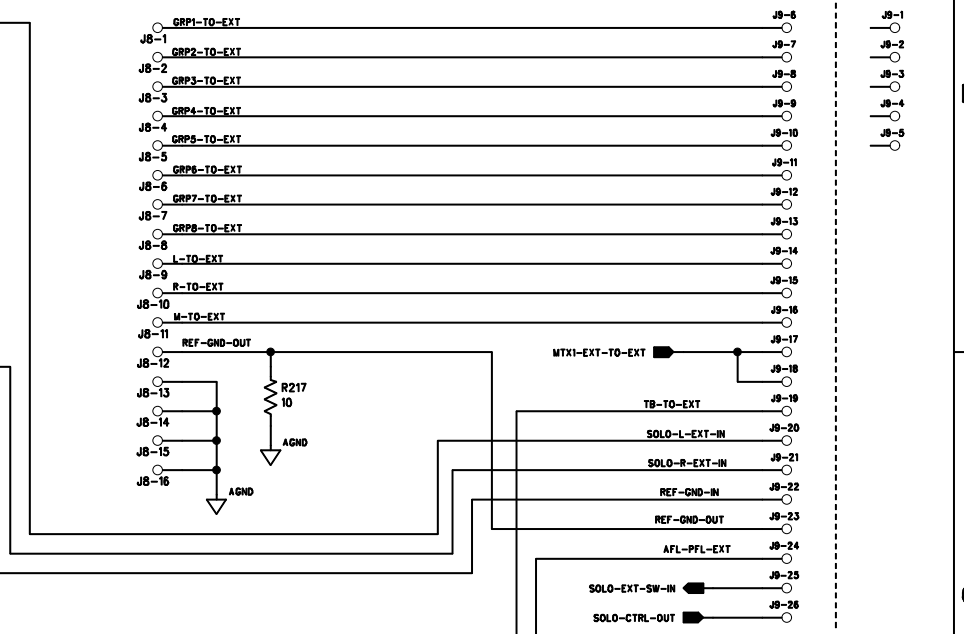 GRP1-TO-EXT J9-6 J9-1
J8-1
GRP2-TO-EXT J9-7 J9-2
J8-2
GRP3-TO-EXT J9-8 J9-3
J8-3
GRP4-TO-EXT J9-9 J9-4
J8-4
GRP5-TO-EXT J9-10 J9-5
J8-5
GRP6-TO-EXT J9-11
J8-6
GRP7-TO-EXT J9-12
J8-7
GRP8-TO-EXT J9-13
J8-8
L-TO-EXT J9-14
J8-9
R-TO-EXT J9-15
J8-10
M-TO-EXT J9-16
J8-11
REF-GND-OUT J9-17
MTX1-EXT-TO-EXT
J8-12 J9-18
J8-13
R217
10
J9-19
TB-TO-EXT
J8-14
J9-20
SOLO-L-EXT-IN
AGND
J8-15
J9-21
SOLO-R-EXT-IN
J8-16
J9-22
REF-GND-IN
AGND
J9-23
REF-GND-OUT
J9-24
AFL-PFL-EXT
J9-25
SOLO-EXT-SW-IN
J9-26
SOLO-CTRL-OUT